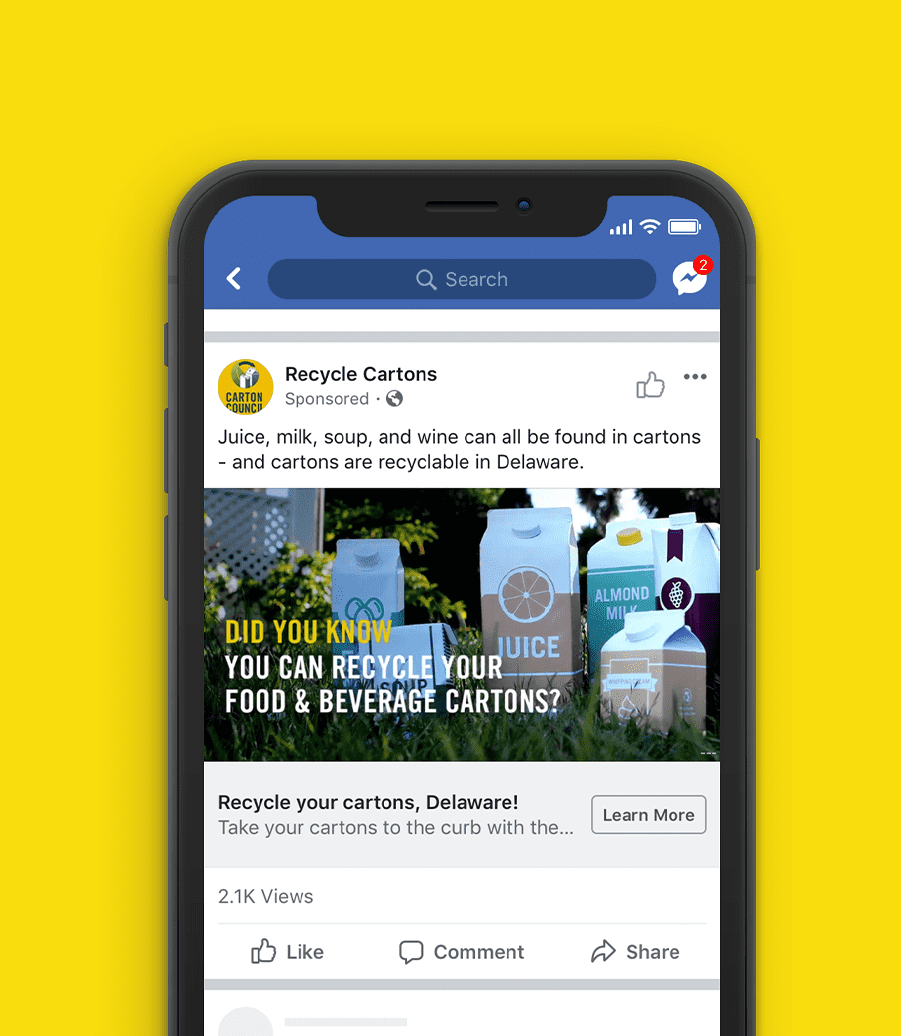 Search
2
Recycle Cartons
Sponsored ·
CARTON
COUNCIL
Juice, milk, soup, and wine can all be found in cartons
- and cartons are recyclable in Delaware.
ALMOND
MILK
JUICE
WHIPPING CREAM
SOUP
DID YOU KNOW
YOU CAN RECYCLE YOUR
FOOD & BEVERAGE CARTONS?
Recycle your cartons, Delaware!
Take your cartons to the curb with the...
Learn More
2.1K Views
Like
Comment
Share